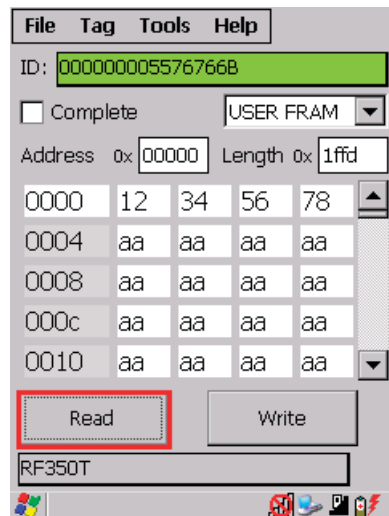 File Tag Tools Help
ID: 000000005576766B
Complete USER FRAM
Address 0x 00000 Length 0x 1ffd
0000 12 34 56 78
0004 aa aa aa aa
0008 aa aa aa aa
000c aa aa aa aa
0010 aa aa aa aa
Read Write
RF350T